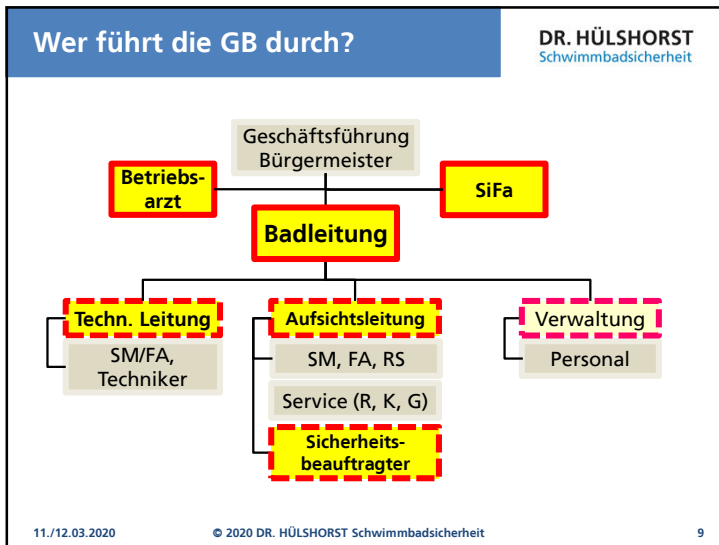 Wer führt die GB durch?
DR. HÜLSHORST
Schwimmbadsicherheit
Geschäftsführung
Bürgermeister
Betriebs-
arzt
SiFa
Badleitung
Techn. Leitung
SM/FA,
Techniker
Aufsichtsleitung
SM, FA, RS
Service (R, K, G)
Sicherheits-
beauftragter
Verwaltung
Personal
11./12.03.2020
© 2020 DR. HÜLSHORST Schwimmbadsicherheit
9